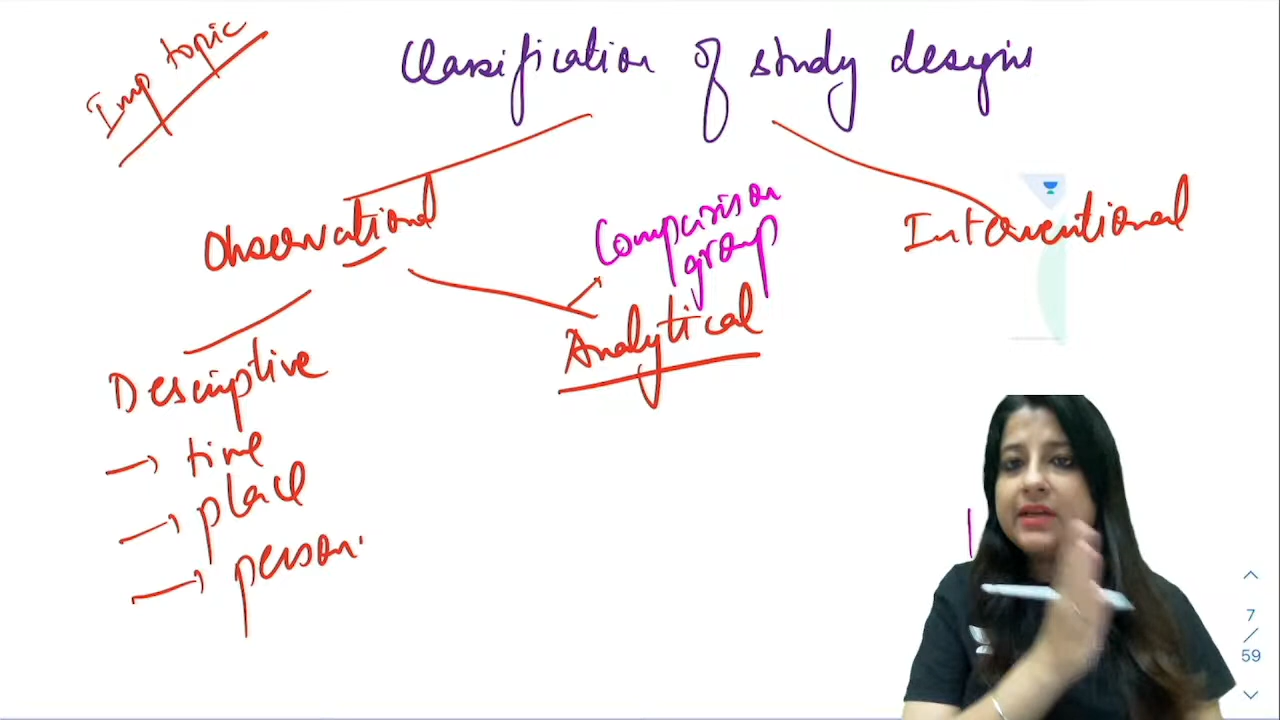 Imp topic
Classification of study designs
Observational
Comparison
group
Interventional
Analytical
Descriptive
→ time
→ place
→ person
7
/
59